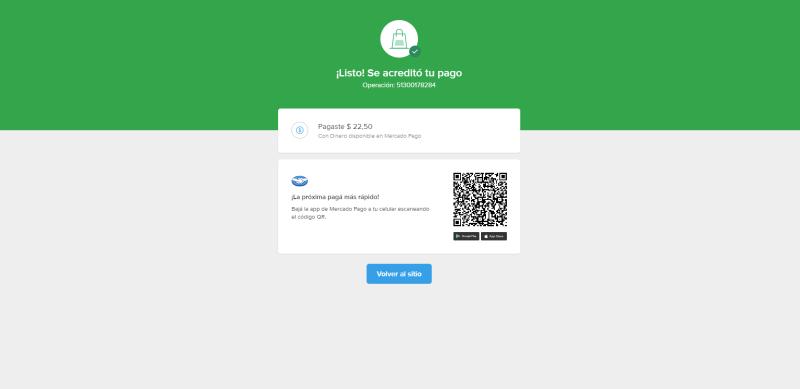 ¡Listo! Se acreditó tu pago
Operación: 51300178284
Pagaste $ 22,50
Con Dinero disponible en Mercado Pago
¡La próxima pagá más rápido!
Bajá la app de Mercado Pago a tu celular escaneando
el código QR.
Google Play
App Store
Volver al sitio